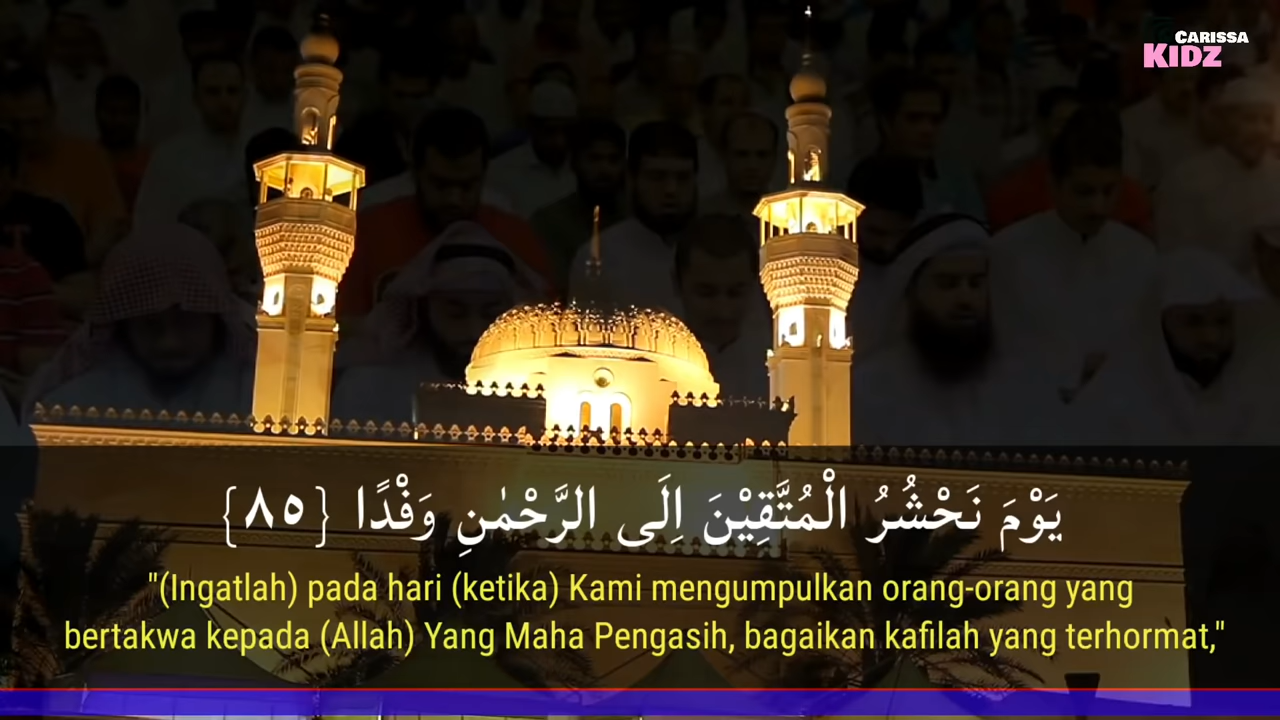 CARISSA
KIDZ
يَوْمَ نَحْشُرُ الْمُتَّقِيْنَ اِلَى الرَّحْمٰنِ وَفْدًا {٨٥}
"(Ingatlah) pada hari (ketika) Kami mengumpulkan orang-orang yang
bertakwa kepada (Allah) Yang Maha Pengasih, bagaikan kafilah yang terhormat,"